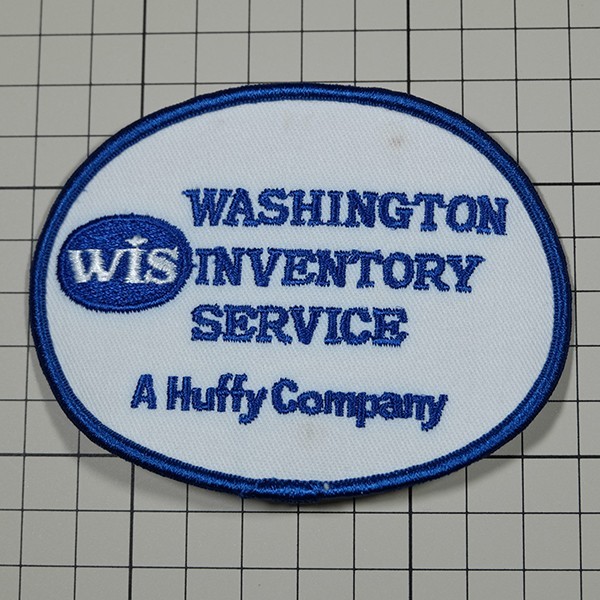 WASHINGTON
wis INVENTORY
SERVICE
A Huffy Company